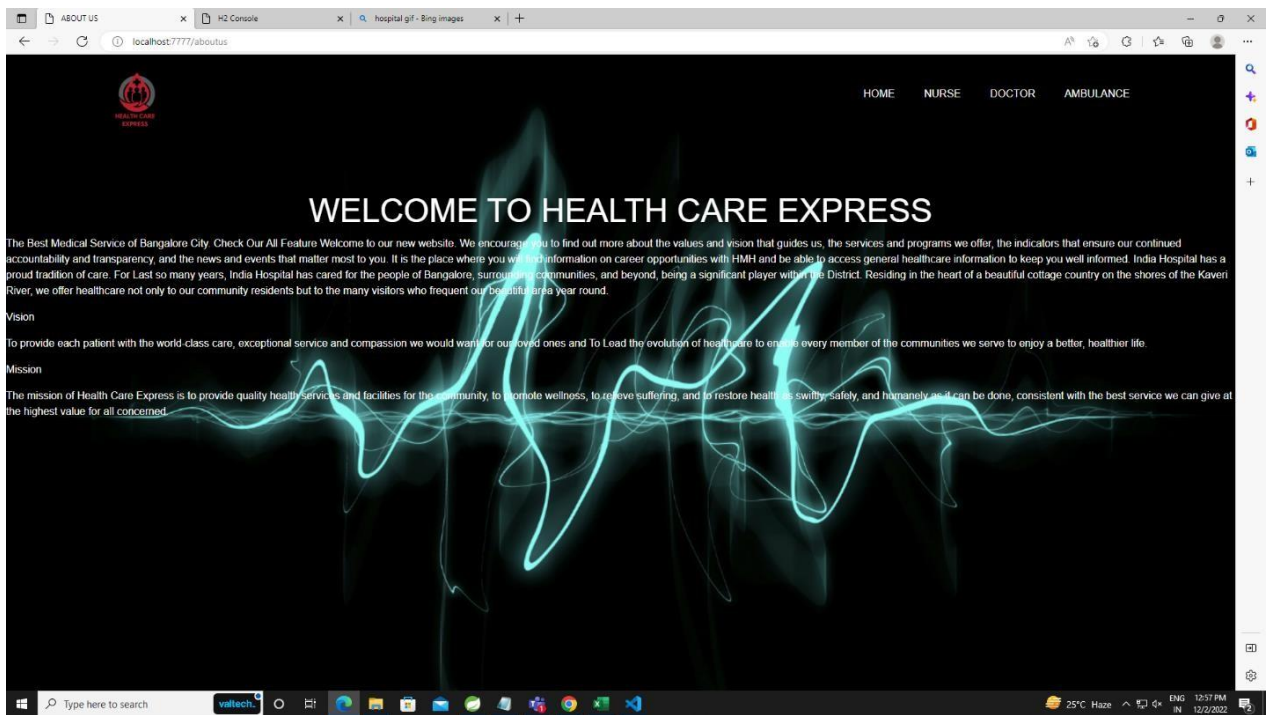 ABOUT US
H2 Console
hospital gif - Bing images
localhost:7777/aboutus
HEALTH CARE
EXPRESS
HOME NURSE DOCTOR AMBULANCE
WELCOME TO HEALTH CARE EXPRESS
The Best Medical Service of Bangalore City. Check Our All Feature Welcome to our new website. We encourage you to find out more about the values and vision that guides us, the services and programs we offer, the indicators that ensure our continued
accountability and transparency, and the news and events that matter most to you. It is the place where you will find information on career opportunities with HMH and be able to access general healthcare information to keep you well informed. India Hospital has a
proud tradition of care. For Last so many years, India Hospital has cared for the people of Bangalore, surrounding communities, and beyond, being a significant player within the District. Residing in the heart of a beautiful cottage country on the shores of the Kaveri
River, we offer healthcare not only to our community residents but to the many visitors who frequent our beautiful area year round.
Vision
To provide each patient with the world-class care, exceptional service and compassion we would want for our loved ones and To Lead the evolution of healthcare to enable every member of the communities we serve to enjoy a better, healthier life.
Mission
The mission of Health Care Express is to provide quality health services and facilities for the community, to promote wellness, to relieve suffering, and to restore health as swiftly, safely, and humanely as it can be done, consistent with the best service we can give at
the highest value for all concerned.
Type here to search
valtech.
25°C Haze
ENG 12:57 PM
IN 12/2/2022
2